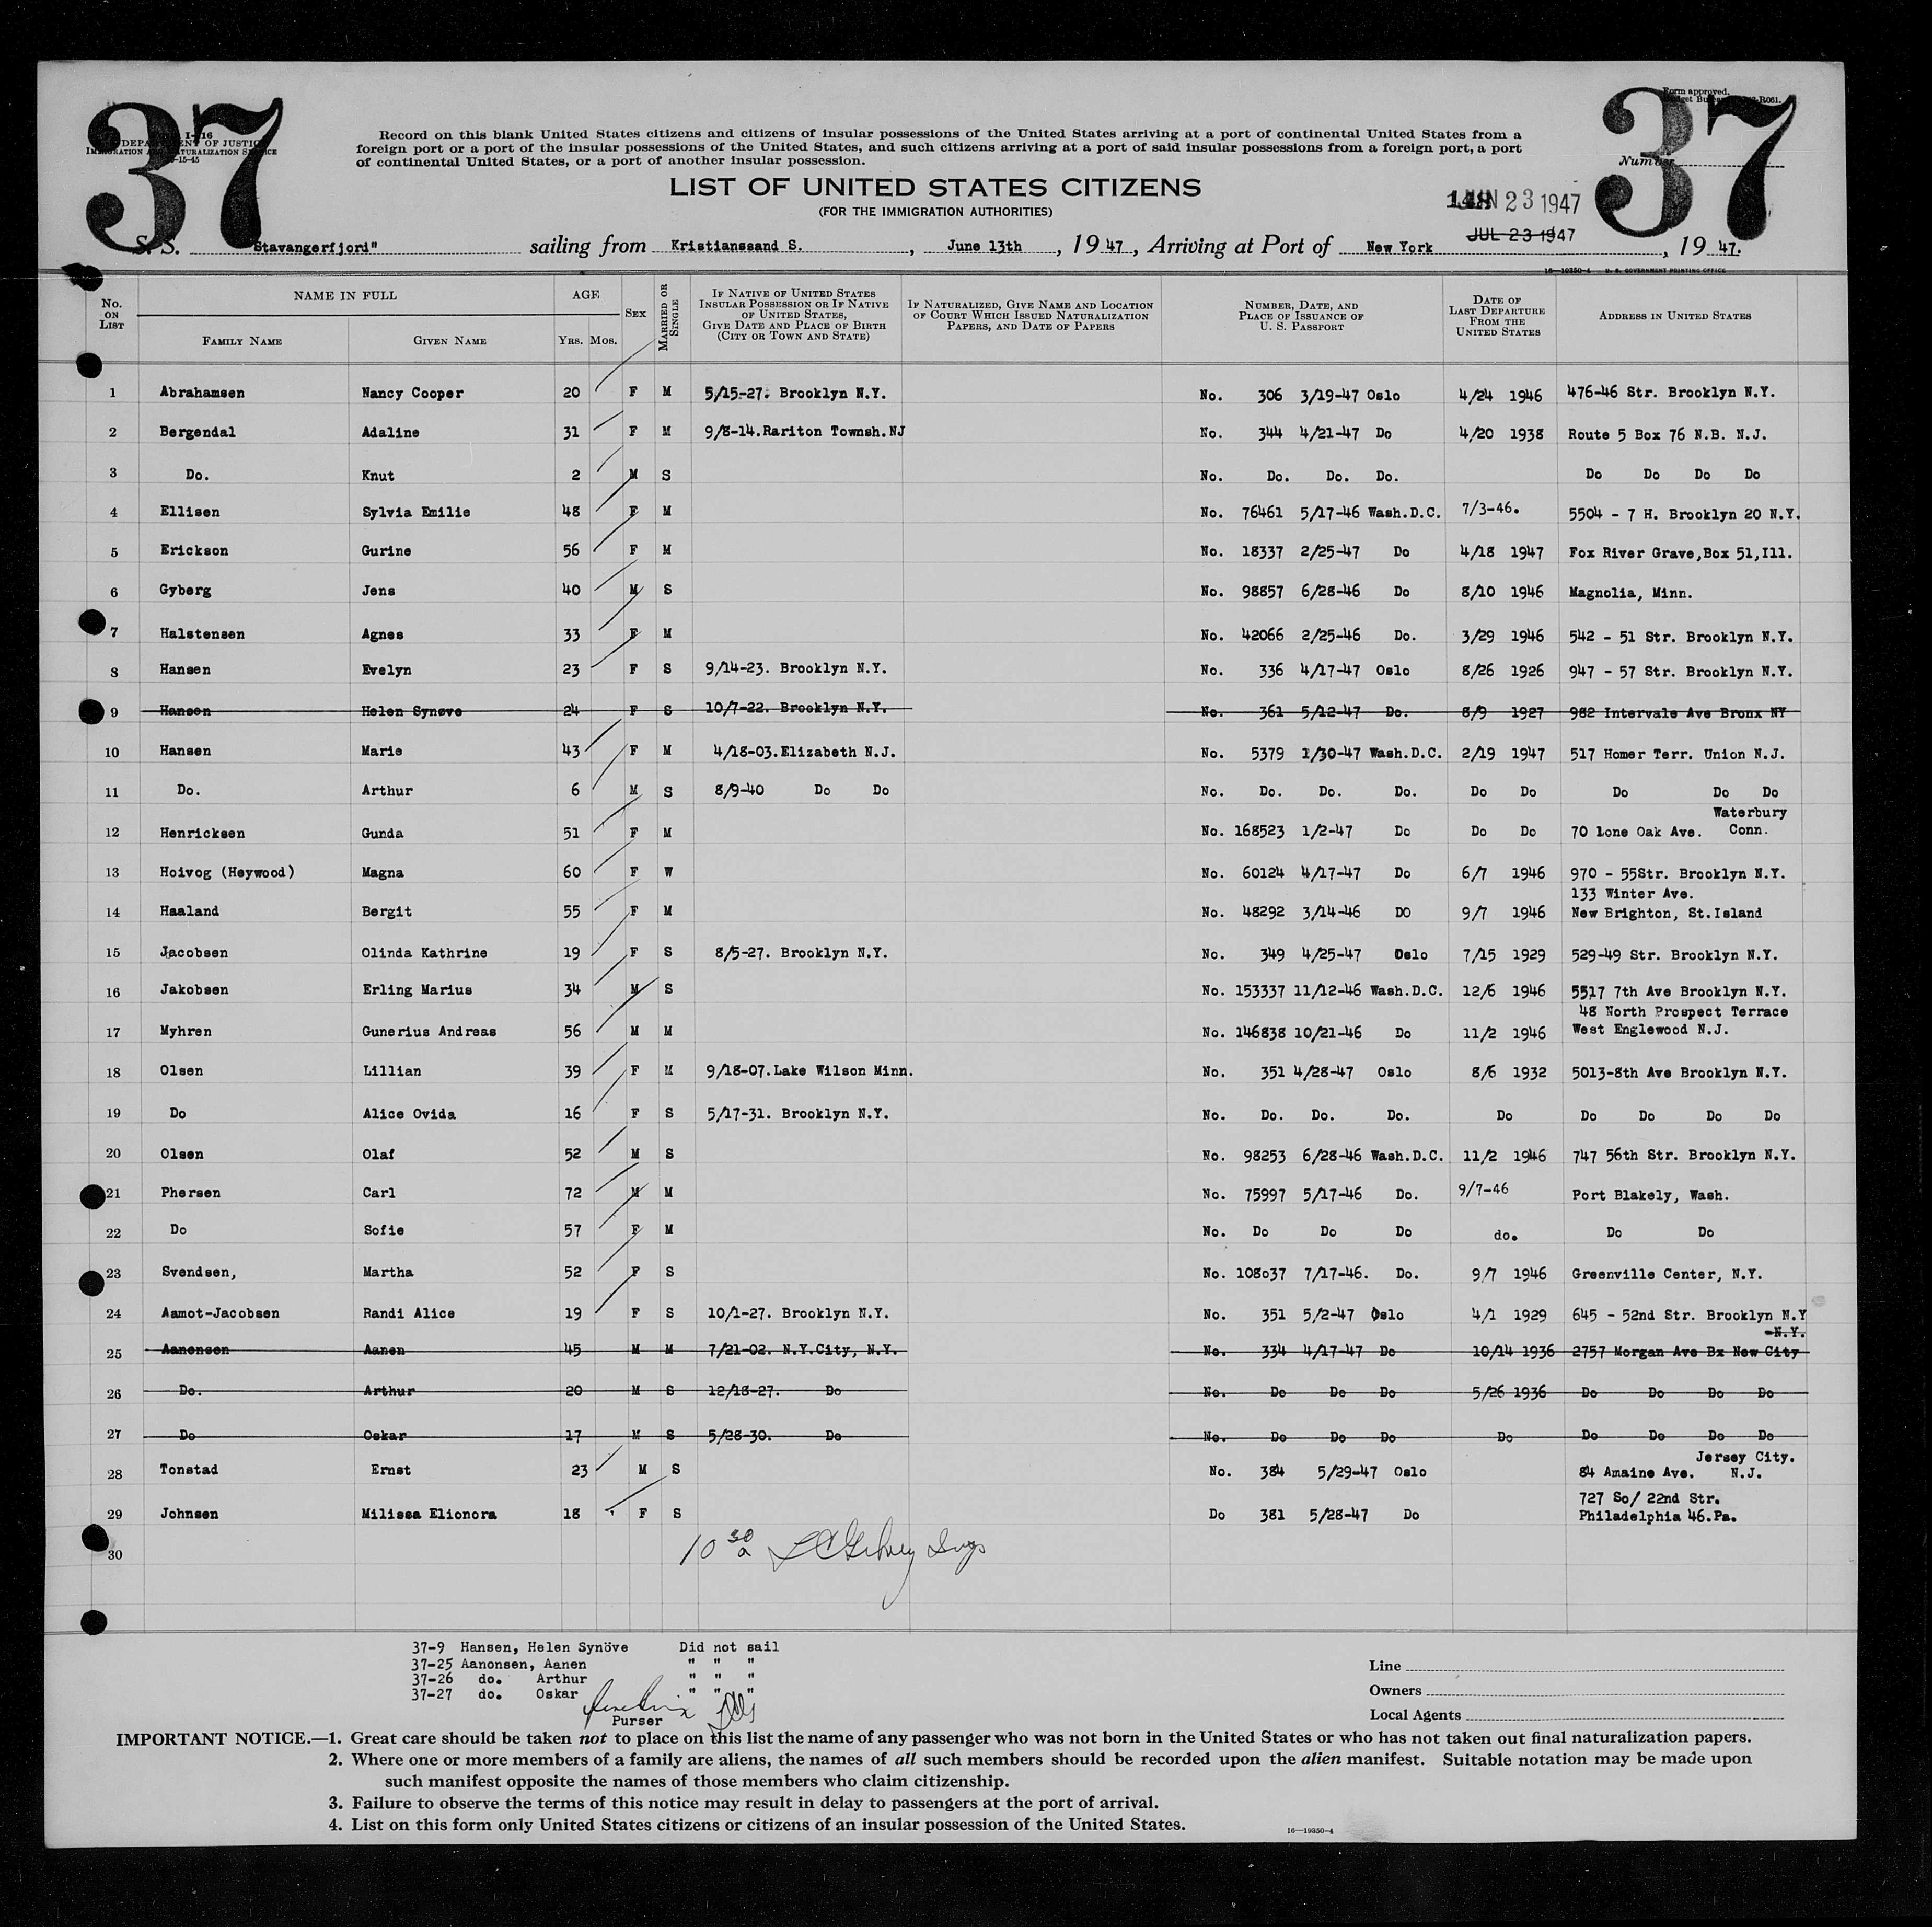 37
37
Form approved.
I-416
DEPARTMENT OF JUSTICE
IMMIGRATION AND NATURALIZATION SERVICE
Record on this blank United States citizens and citizens of insular possessions of the United States arriving at a port of continental United States from a
foreign port or a port of the insular possessions of the United States, and such citizens arriving at a port of said insular possessions from a foreign port, a port
of continental United States, or a port of another insular possession.
Number
LIST OF UNITED STATES CITIZENS
(FOR THE IMMIGRATION AUTHORITIES)
JUN 23 1947
JUL 23 1947
S. S. "Stavangerfjord" sailing from Kristianssand S. , June 13th , 19 47 , Arriving at Port of New York , 19 47.
16—19350-4 U. S. GOVERNMENT PRINTING OFFICE
No. ON LIST
NAME IN FULL
FAMILY NAME
GIVEN NAME
AGE
YRS. MOS.
SEX
MARRIED OR SINGLE
IF NATIVE OF UNITED STATES INSULAR POSSESSION OR IF NATIVE OF UNITED STATES, GIVE DATE AND PLACE OF BIRTH (CITY OR TOWN AND STATE)
IF NATURALIZED, GIVE NAME AND LOCATION OF COURT WHICH ISSUED NATURALIZATION PAPERS, AND DATE OF PAPERS
NUMBER, DATE, AND PLACE OF ISSUANCE OF U. S. PASSPORT
DATE OF LAST DEPARTURE FROM THE UNITED STATES
ADDRESS IN UNITED STATES
1 Abrahamsen Nancy Cooper 20 F M 5/15-27. Brooklyn N.Y. No. 306 3/19-47 Oslo 4/24 1946 476-46 Str. Brooklyn N.Y.
2 Bergendal Adaline 31 F M 9/8-14.Rariton Townsh.NJ No. 344 4/21-47 Do 4/20 1938 Route 5 Box 76 N.B. N.J.
3 Do. Knut 2 M S No. Do. Do. Do. Do Do Do Do
4 Ellisen Sylvia Emilie 48 F M No. 76461 5/17-46 Wash.D.C. 7/3-46. 5504 - 7 H. Brooklyn 20 N.Y.
5 Erickson Gurine 56 F M No. 18337 2/25-47 Do 4/18 1947 Fox River Grave,Box 51,Ill.
6 Gyberg Jens 40 M S No. 98857 6/28-46 Do 8/10 1946 Magnolia, Minn.
7 Halstensen Agnes 33 F M No. 42066 2/25-46 Do. 3/29 1946 542 - 51 Str. Brooklyn N.Y.
8 Hansen Evelyn 23 F S 9/14-23. Brooklyn N.Y. No. 336 4/17-47 Oslo 8/26 1926 947 - 57 Str. Brooklyn N.Y.
9 Hansen Helen Synøve 24 F S 10/7-22. Brooklyn N.Y. No. 361 5/12-47 Do. 8/9 1927 982 Intervale Ave Bronx NY
10 Hansen Marie 43 F M 4/18-03.Elizabeth N.J. No. 5379 1/30-47 Wash.D.C. 2/19 1947 517 Homer Terr. Union N.J.
11 Do. Arthur 6 M S 8/9-40 Do Do No. Do. Do. Do. Do Do Do Do Do
Waterbury
12 Henricksen Gunda 51 F M No. 168523 1/2-47 Do Do Do 70 lone Oak Ave. Conn.
13 Hoivog (Heywood) Magna 60 F W No. 60124 4/17-47 Do 6/7 1946 970 - 55Str. Brooklyn N.Y.
133 Winter Ave.
14 Haaland Bergit 55 F M No. 48292 3/14-46 DO 9/7 1946 New Brighton, St.Island
15 Jacobsen Olinda Kathrine 19 F S 8/5-27. Brooklyn N.Y. No. 349 4/25-47 Oslo 7/15 1929 529-49 Str. Brooklyn N.Y.
16 Jakobsen Erling Marius 34 M S No. 153337 11/12-46 Wash.D.C. 12/6 1946 5517 7th Ave Brooklyn N.Y.
48 North Prospect Terrace
17 Myhren Gunerius Andreas 56 M M No. 146838 10/21-46 Do 11/2 1946 West Englewood N.J.
18 Olsen Lillian 39 F M 9/18-07.Lake Wilson Minn. No. 351 4/28-47 Oslo 8/6 1932 5013-8th Ave Brooklyn N.Y.
19 Do Alice Ovida 16 F S 5/17-31. Brooklyn N.Y. No. Do. Do. Do. Do Do Do Do Do
20 Olsen Olaf 52 M S No. 98253 6/28-46 Wash.D.C. 11/2 1946 747 56th Str. Brooklyn N.Y.
21 Phersen Carl 72 M M No. 75997 5/17-46 Do. 9/7-46 Port Blakely, Wash.
22 Do Sofie 57 F M No. Do Do Do do. Do Do
23 Svendsen, Martha 52 F S No. 108037 7/17-46. Do. 9/7 1946 Greenville Center, N.Y.
24 Aamot-Jacobsen Randi Alice 19 F S 10/1-27. Brooklyn N.Y. No. 351 5/2-47 Oslo 4/1 1929 645 - 52nd Str. Brooklyn N.Y
N.Y.
25 Aanonsen Aanen 45 M M 7/21-02. N.Y.City, N.Y. No. 334 4/17-47 Do 10/14 1936 2757 Morgan Ave Bx New City
26 Do. Arthur 20 M S 12/18-27. Do No. Do Do Do 5/26 1936 Do Do Do Do
27 Do Oskar 17 M S 5/28-30. Do No. Do Do Do Do Do Do Do Do
Jersey City.
28 Tonstad Ernst 23 M S No. 384 5/29-47 Oslo 84 Amaine Ave. N.J.
727 So/ 22nd Str.
29 Johnsen Milissa Elionora 18 F S Do 381 5/28-47 Do Philadelphia 46.Pa.
10 30 a
30
37-9 Hansen, Helen Synöve Did not sail
37-25 Aanonsen, Aanen " " "
37-26 do. Arthur " " "
37-27 do. Oskar " " "
Purser
Line
Owners
Local Agents
IMPORTANT NOTICE.—1. Great care should be taken not to place on this list the name of any passenger who was not born in the United States or who has not taken out final naturalization papers.
2. Where one or more members of a family are aliens, the names of all such members should be recorded upon the alien manifest. Suitable notation may be made upon
such manifest opposite the names of those members who claim citizenship.
3. Failure to observe the terms of this notice may result in delay to passengers at the port of arrival.
4. List on this form only United States citizens or citizens of an insular possession of the United States.
16—19350-4